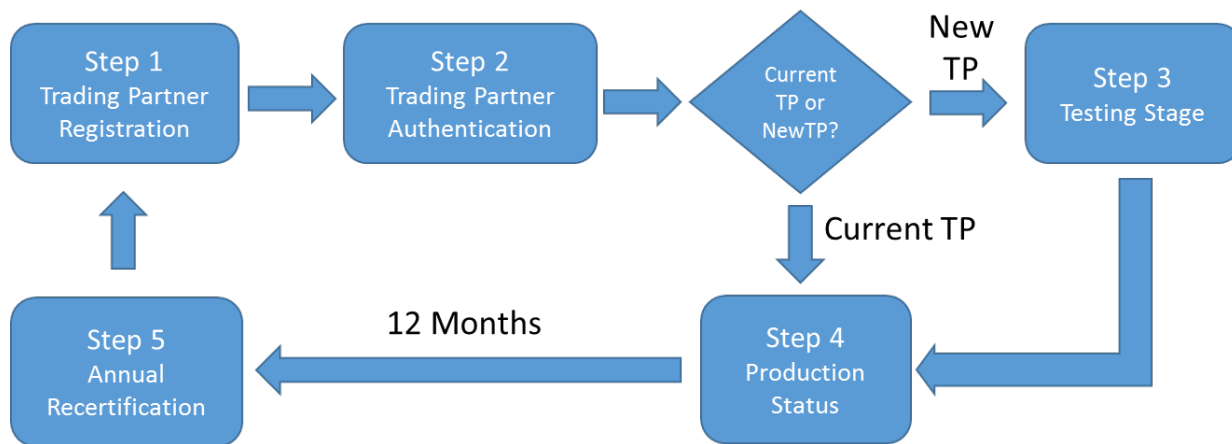 Step 1
Trading Partner
Registration
Step 2
Trading Partner
Authentication
Current
TP or
NewTP?
New
TP
Step 3
Testing Stage
Current TP
Step 4
Production
Status
12 Months
Step 5
Annual
Recertification